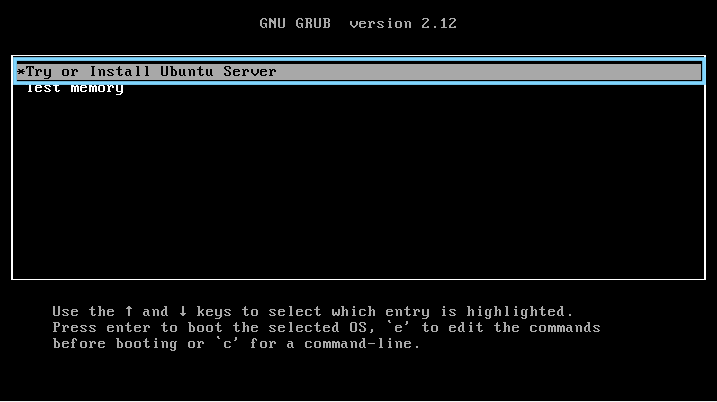 GNU GRUB  version 2.12
*Try or Install Ubuntu Server
Test memory
Use the ↑ and ↓ keys to select which entry is highlighted.
Press enter to boot the selected OS, `e' to edit the commands
before booting or `c' for a command-line.